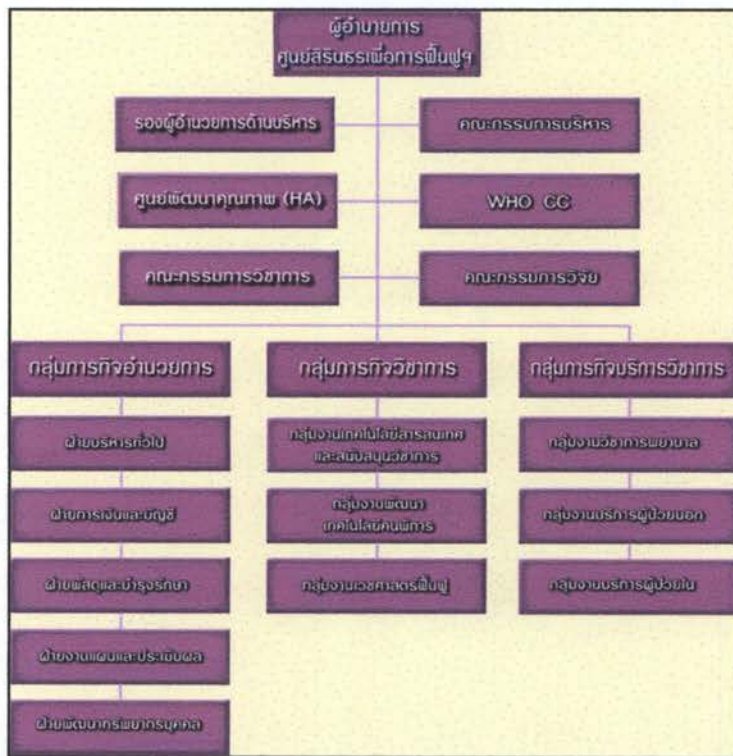 ผู้อำนวยการ
ศูนย์สิรินธรเพื่อการฟื้นฟูฯ
รองผู้อำนวยการด้านบริหาร
คณะกรรมการบริหาร
ศูนย์พัฒนาคุณภาพ (HA)
WHO CC
คณะกรรมการวิชาการ
คณะกรรมการวิจัย
กลุ่มภารกิจอำนวยการ
กลุ่มภารกิจวิชาการ
กลุ่มภารกิจบริการวิชาการ
ฝ่ายบริหารทั่วไป
กลุ่มงานเทคโนโลยีสารสนเทศ
และสนับสนุนวิชาการ
กลุ่มงานวิชาการพยาบาล
ฝ่ายการเงินและบัญชี
กลุ่มงานพัฒนา
เทคโนโลยีคนพิการ
กลุ่มงานบริการผู้ป่วยนอก
ฝ่ายพัสดุและบำรุงรักษา
กลุ่มงานเวชศาสตร์ฟื้นฟู
กลุ่มงานบริการผู้ป่วยใน
ฝ่ายงานแผนและประเมินผล
ฝ่ายพัฒนาทรัพยากรบุคคล